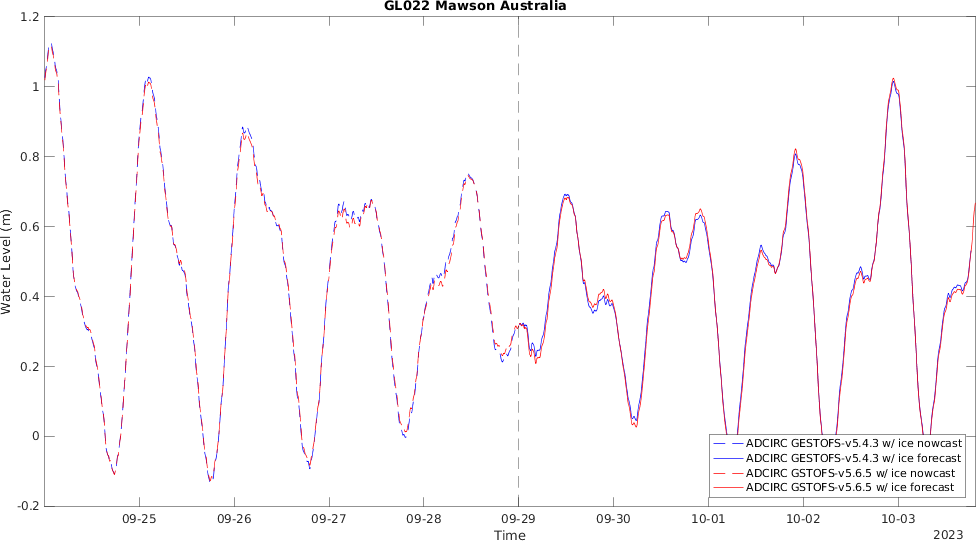 GL022 Mawson Australia
1.2
1
0.8
0.6
0.4
0.2
0
-0.2
Water Level (m)
ADCIRC GESTOFS-v5.4.3 w/ ice nowcast
ADCIRC GESTOFS-v5.4.3 w/ ice forecast
ADCIRC GSTOFS-v5.6.5 w/ ice nowcast
ADCIRC GSTOFS-v5.6.5 w/ ice forecast
09-25 09-26 09-27 09-28 09-29 09-30 10-01 10-02 10-03
Time
2023